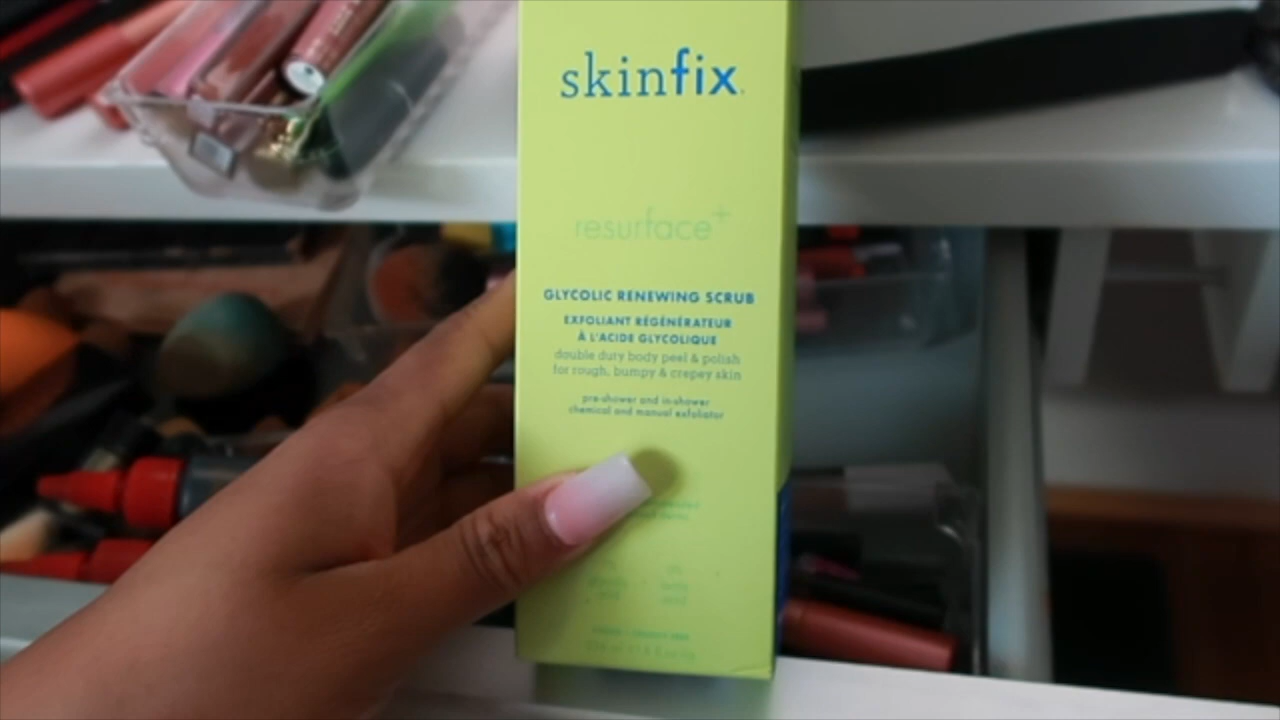 skinfix
resurface+
GLYCOLIC RENEWING SCRUB
EXFOLIANT RÉGÉNÉRATEUR
À L'ACIDE GLYCOLIQUE
double duty body peel & polish
for rough, bumpy & crepey skin
pre-shower and in-shower
chemical and manual exfoliator